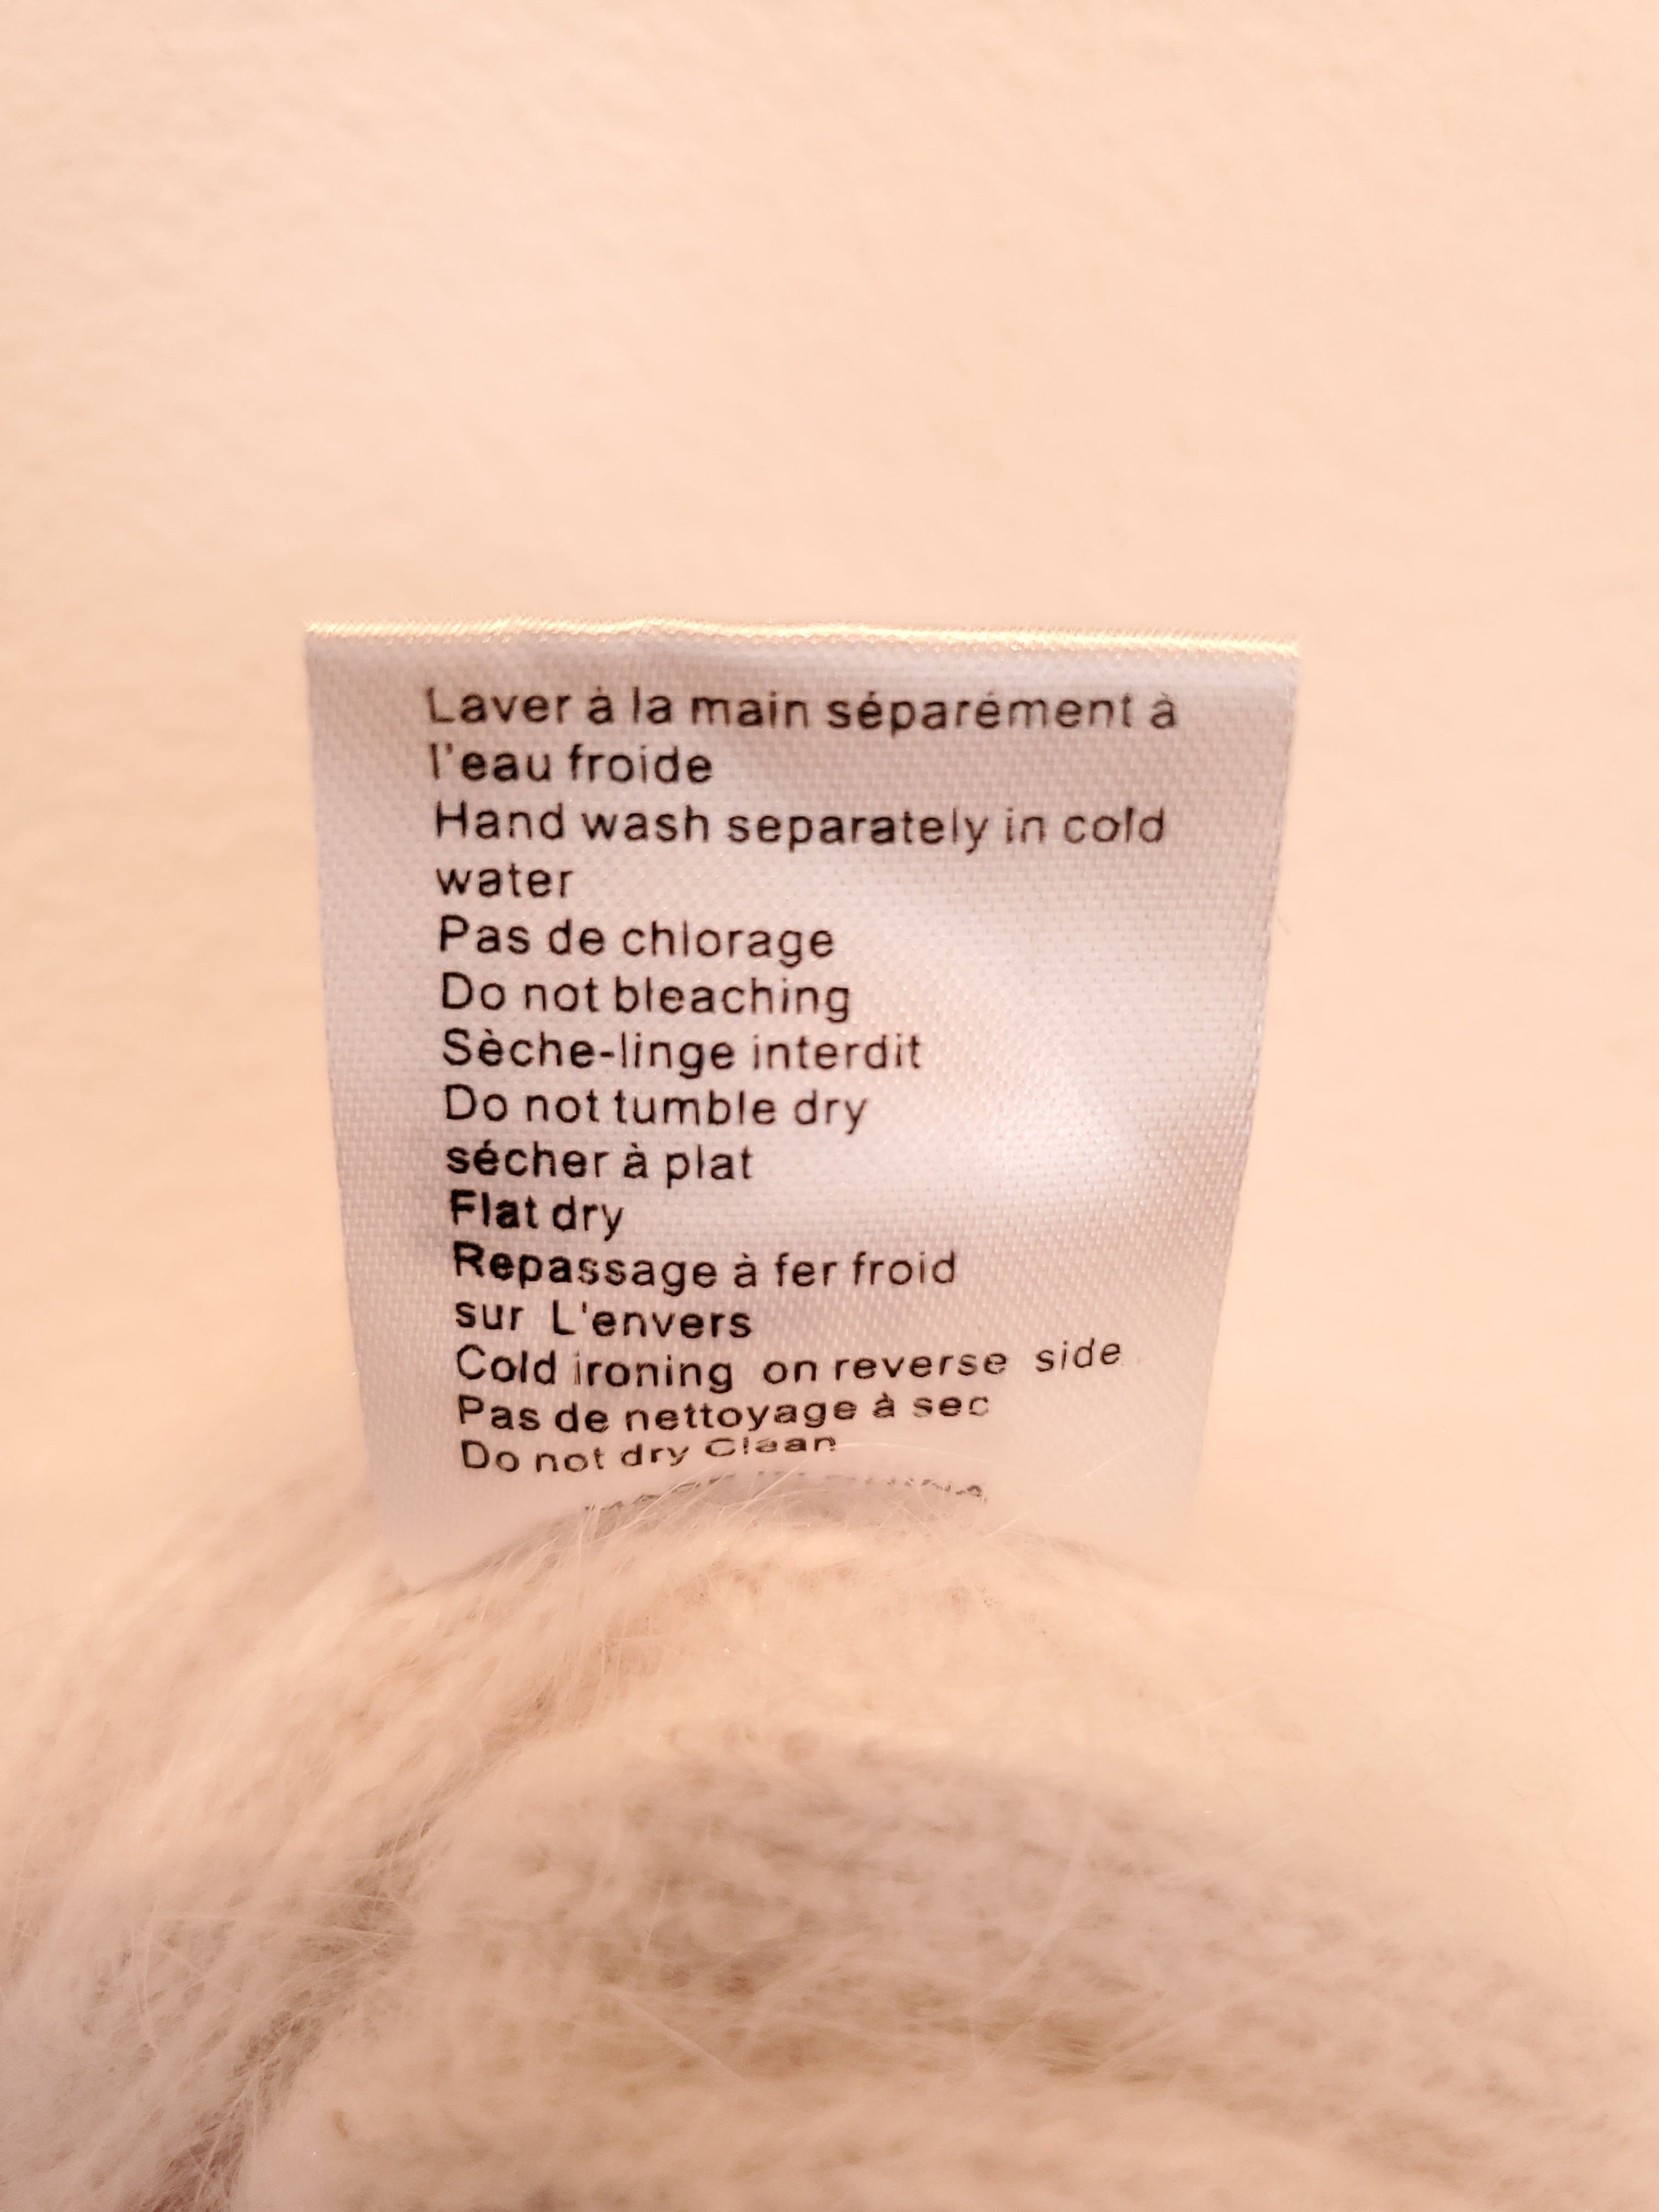 Laver à la main séparément à
l'eau froide
Hand wash separately in cold
water
Pas de chlorage
Do not bleaching
Sèche-linge interdit
Do not tumble dry
sécher à plat
Flat dry
Repassage à fer froid
sur L'envers
Cold ironing on reverse side
Pas de nettoyage à sec
Do not dry Clean